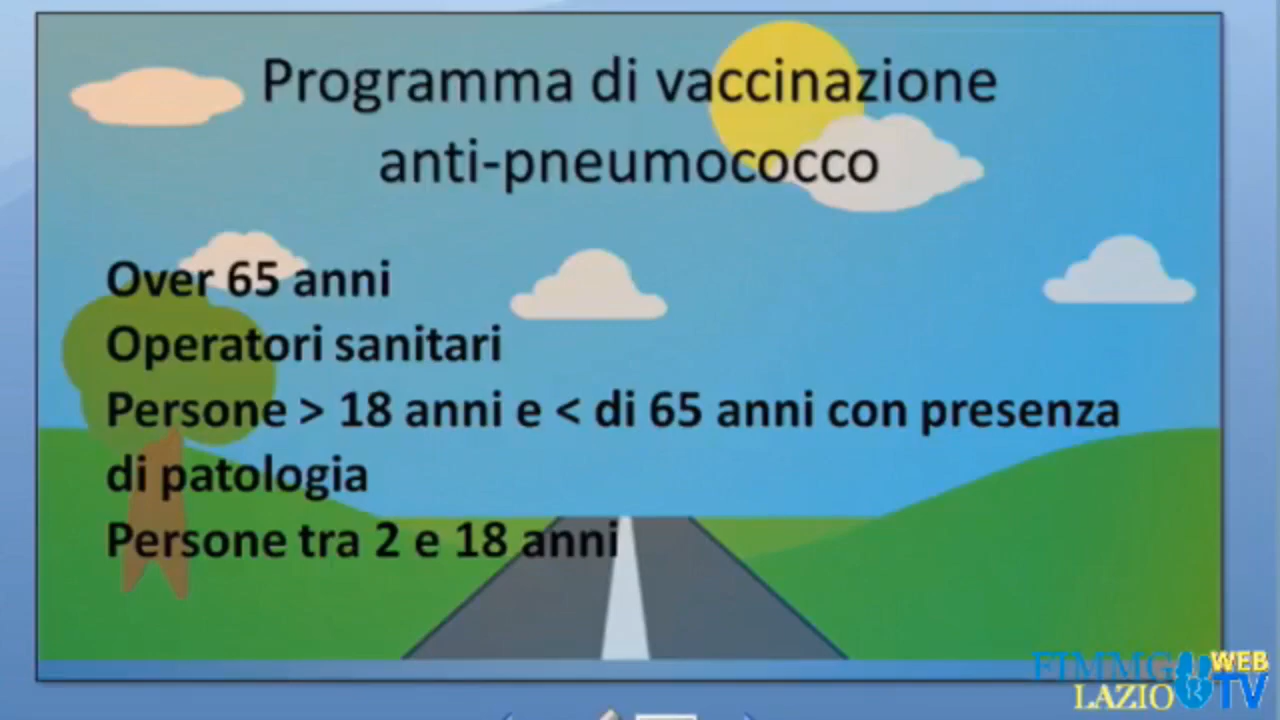 Programma di vaccinazione
anti-pneumococco
Over 65 anni
Operatori sanitari
Persone > 18 anni e < di 65 anni con presenza
di patologia
Persone tra 2 e 18 anni
FIMMG WEB
LAZIO TV